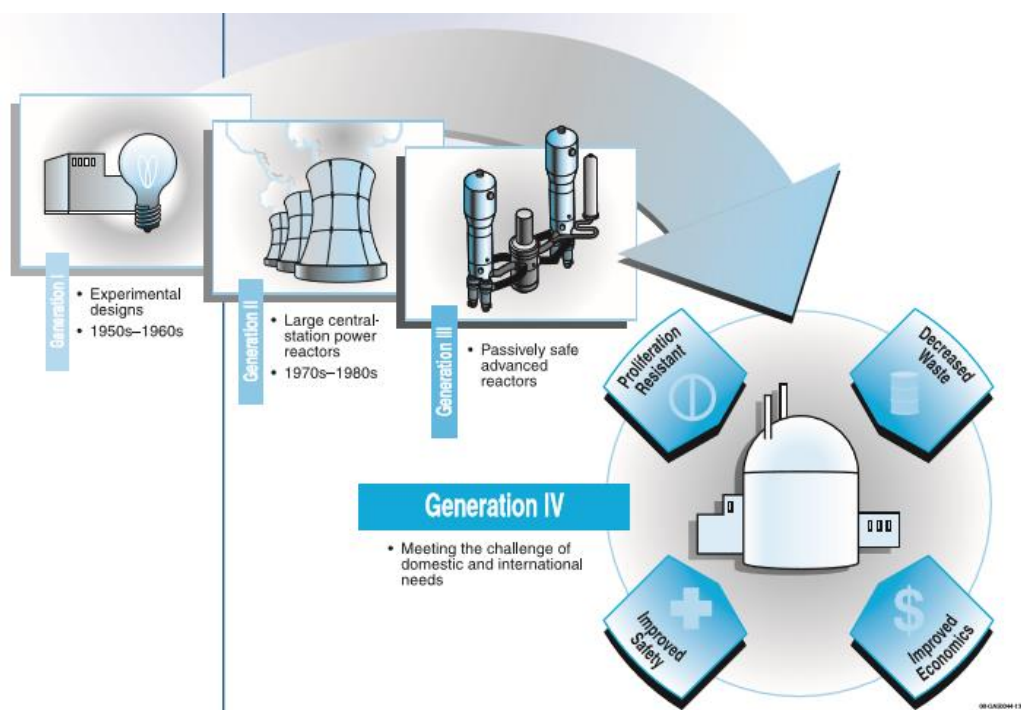 Generation I
• Experimental
designs
• 1950s–1960s
Generation II
• Large central-
station power
reactors
• 1970s–1980s
Generation III
• Passively safe
advanced
reactors
Generation IV
• Meeting the challenge of
domestic and international
needs
Proliferation
Resistant
Decreased
Waste
Improved
Safety
$
Improved
Economics